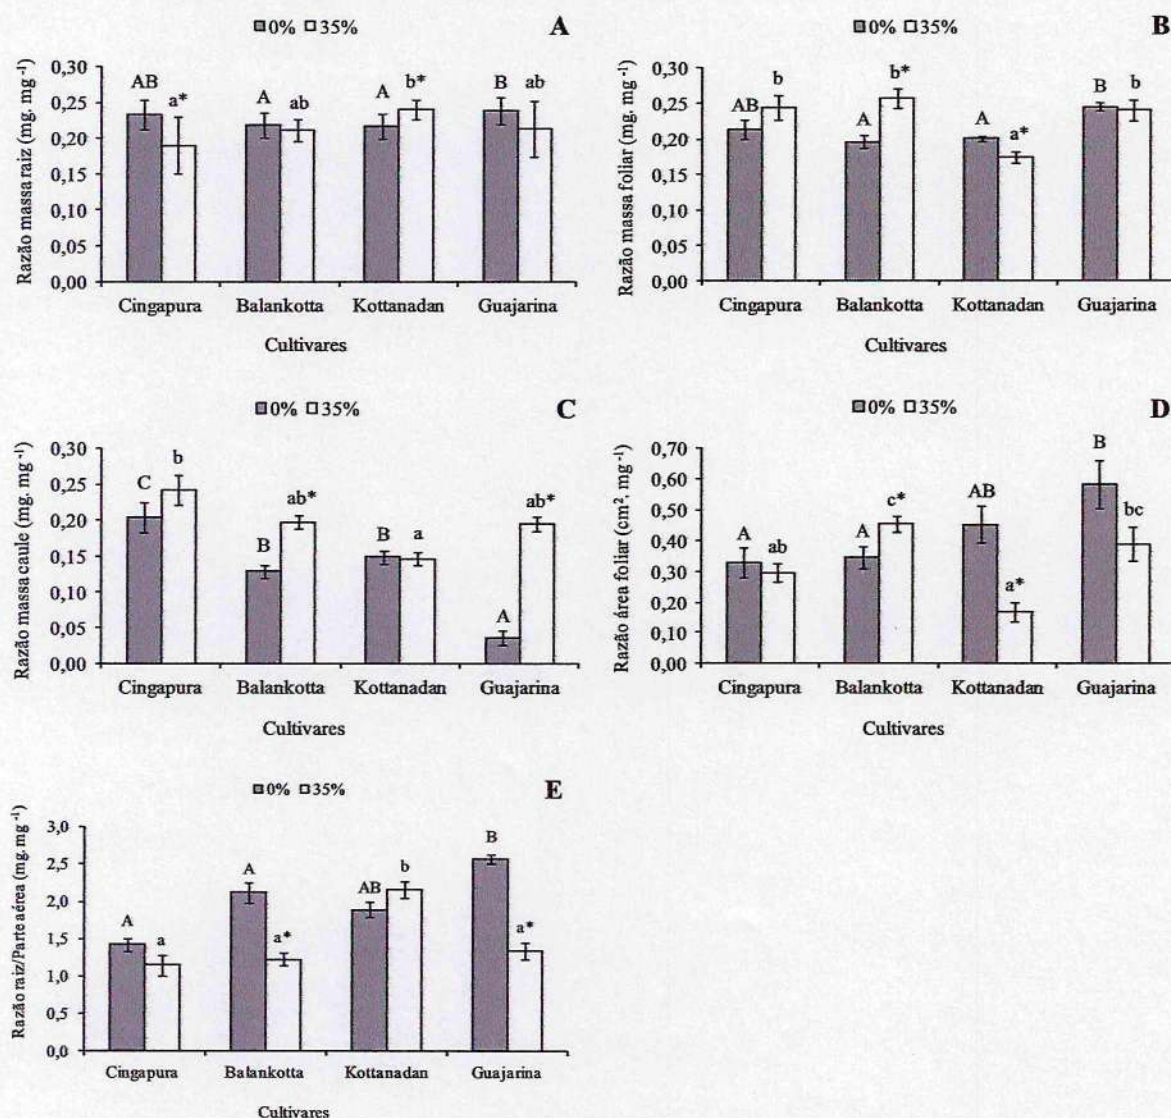 ■0% □35% A
Razão massa raiz (mg. mg⁻¹)
0,30
0,25
0,20
0,15
0,10
0,05
0,00
AB a* A ab A b* B ab
Cingapura Balankotta Kottanadan Guajarina
Cultivares
■0% □35% B
Razão massa foliar (mg. mg⁻¹)
0,30
0,25
0,20
0,15
0,10
0,05
0,00
AB b A b* A a* B b
Cingapura Balankotta Kottanadan Guajarina
Cultivares
■0% □35% C
Razão massa caule (mg. mg⁻¹)
0,30
0,25
0,20
0,15
0,10
0,05
0,00
C b B ab* B a A ab*
Cingapura Balankotta Kottanadan Guajarina
Cultivares
■0% □35% D
Razão área foliar (cm². mg⁻¹)
0,70
0,60
0,50
0,40
0,30
0,20
0,10
0,00
A ab A c* AB a* B bc
Cingapura Balankotta Kottanadan Guajarina
Cultivares
■0% □35% E
Razão raiz/Parte aérea (mg. mg⁻¹)
3,0
2,5
2,0
1,5
1,0
0,5
0,0
A a A a* AB b B a*
Cingapura Balankotta Kottanadan Guajarina
Cultivares